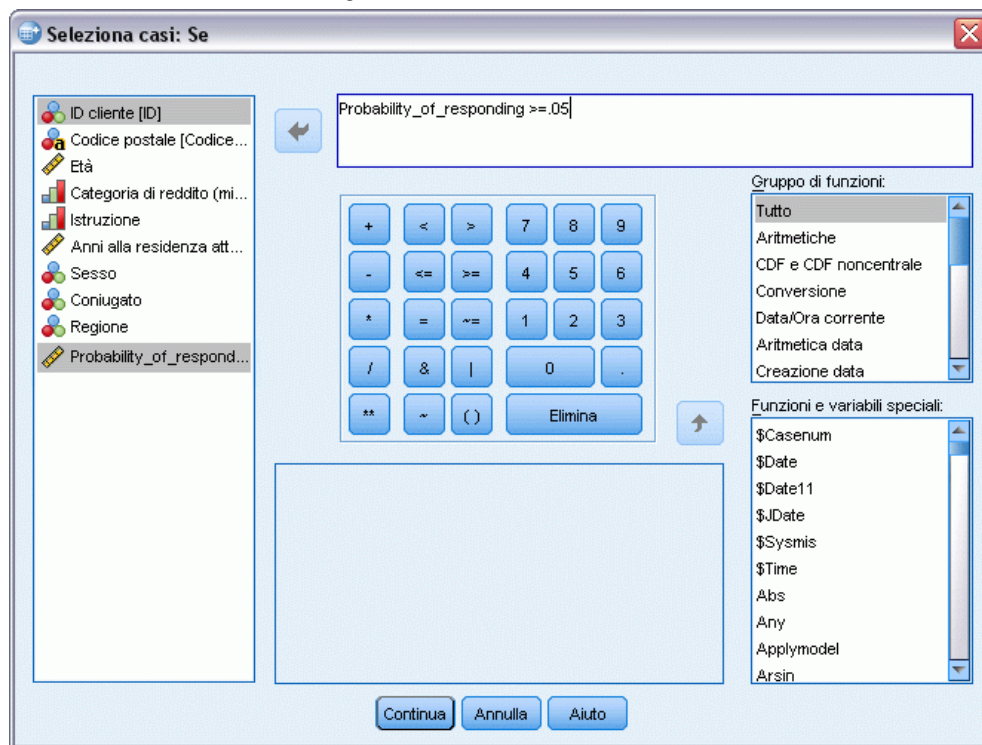 Seleziona casi: Se
ID cliente [ID]
Codice postale [Codice...
Età
Categoria di reddito (mi...
Istruzione
Anni alla residenza att...
Sesso
Coniugato
Regione
Probability_of_respond...
Probability_of_responding >=.05
+ < > 7 8 9
- <= >= 4 5 6
* = ~= 1 2 3
/ & | 0 .
** ~ ( ) Elimina
Gruppo di funzioni:
Tutto
Aritmetiche
CDF e CDF noncentrale
Conversione
Data/Ora corrente
Aritmetica data
Creazione data
Funzioni e variabili speciali:
$Casenum
$Date
$Date11
$JDate
$Sysmis
$Time
Abs
Any
Applymodel
Arsin
Continua Annulla Aiuto